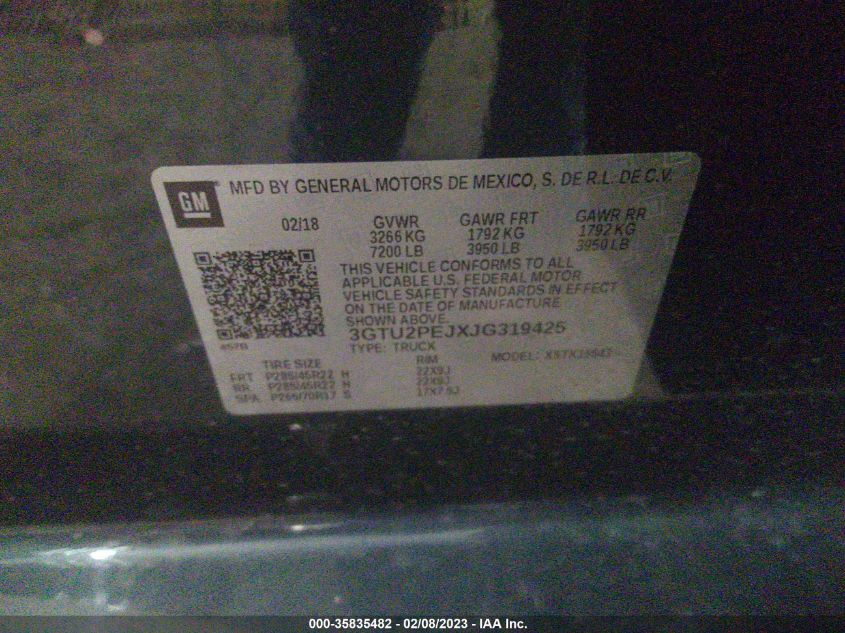 GM
MFD BY GENERAL MOTORS DE MEXICO, S. DE R.L. DE C.V.
02/18 GVWR GAWR FRT GAWR RR
3266 KG 1792 KG 1792 KG
7200 LB 3950 LB 3950 LB
THIS VEHICLE CONFORMS TO ALL
APPLICABLE U.S. FEDERAL MOTOR
VEHICLE SAFETY STANDARDS IN EFFECT
ON THE DATE OF MANUFACTURE
SHOWN ABOVE.
3GTU2PEJXJG319425
TYPE: TRUCK MODEL:
TIRE SIZE RIM
FRT P285/45R22 H 22X9J
RR P285/45R22 H 22X9J
SPA P265/70R17 S 17X7.5J
000-35835482 - 02/08/2023 - IAA Inc.